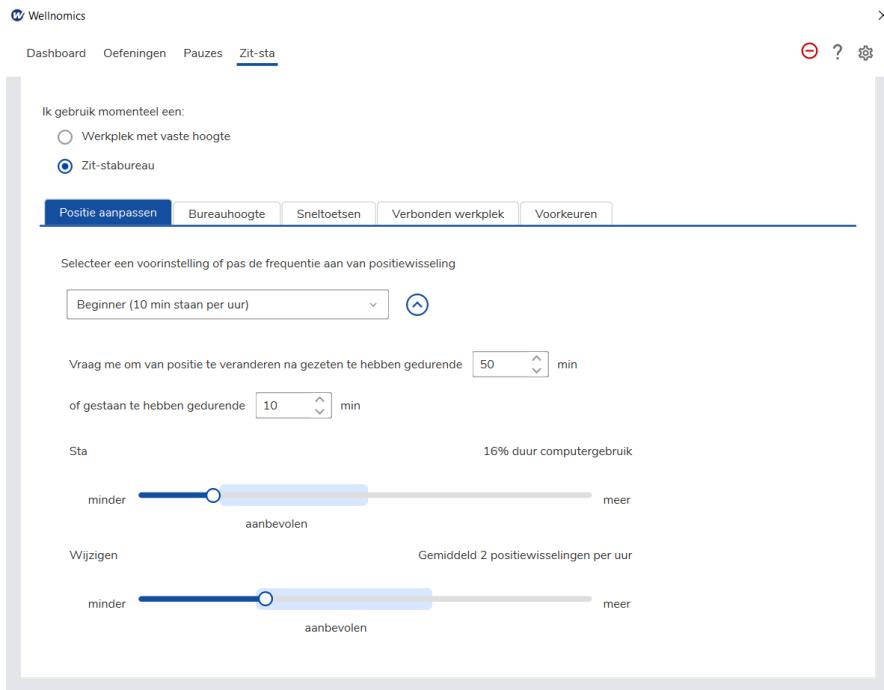 Wellnomics
Dashboard Oefeningen Pauzes Zit-sta
Ik gebruik momenteel een:
Werkplek met vaste hoogte
Zit-stabureau
Positie aanpassen Bureauhoogte Sneltoetsen Verbonden werkplek Voorkeuren
Selecteer een voorinstelling of pas de frequentie aan van positiewisseling
Beginner (10 min staan per uur)
Vraag me om van positie te veranderen na gezeten te hebben gedurende 50 min
of gestaan te hebben gedurende 10 min
Sta 16% duur computergebruik
minder meer
aanbevolen
Wijzigen Gemiddeld 2 positiewisselingen per uur
minder meer
aanbevolen